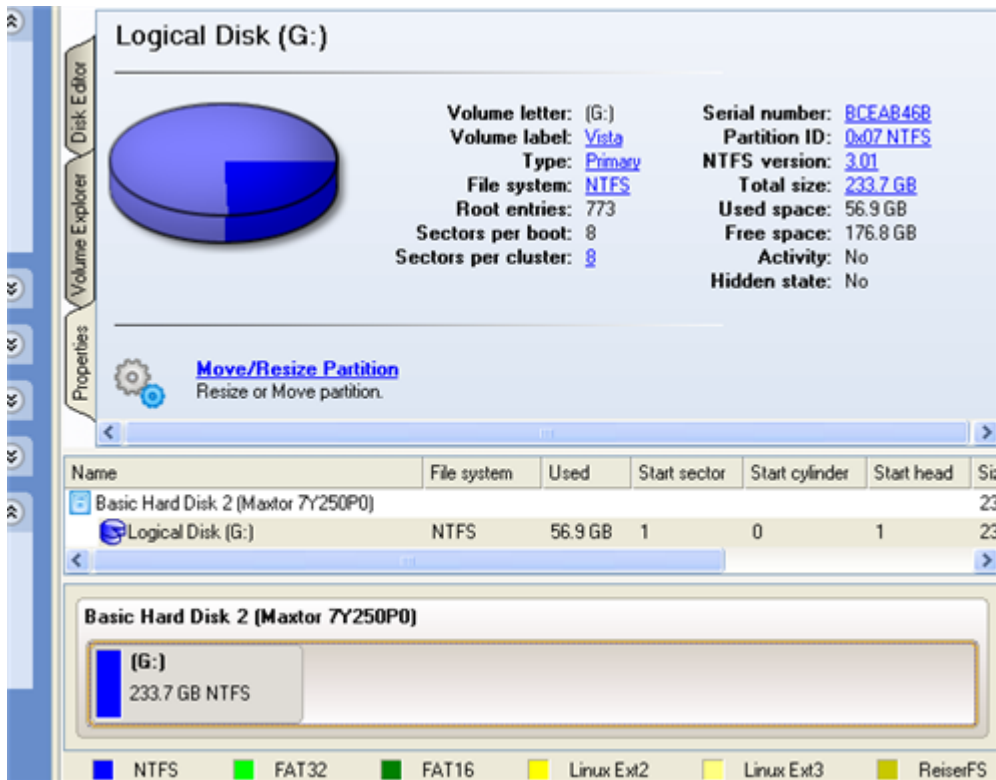 Logical Disk (G:)
Disk Editor
Volume Explorer
Properties
Volume letter: (G:)
Volume label: Vista
Type: Primary
File system: NTFS
Root entries: 773
Sectors per boot: 8
Sectors per cluster: 8
Serial number: BCEAB46B
Partition ID: 0x07 NTFS
NTFS version: 3.01
Total size: 233.7 GB
Used space: 56.9 GB
Free space: 176.8 GB
Activity: No
Hidden state: No
Move/Resize Partition
Resize or Move partition.
Name File system Used Start sector Start cylinder Start head Siz
Basic Hard Disk 2 (Maxtor 7Y250P0) 23
Logical Disk (G:) NTFS 56.9 GB 1 0 1 23
Basic Hard Disk 2 (Maxtor 7Y250P0)
(G:)
233.7 GB NTFS
NTFS FAT32 FAT16 Linux Ext2 Linux Ext3 ReiserFS